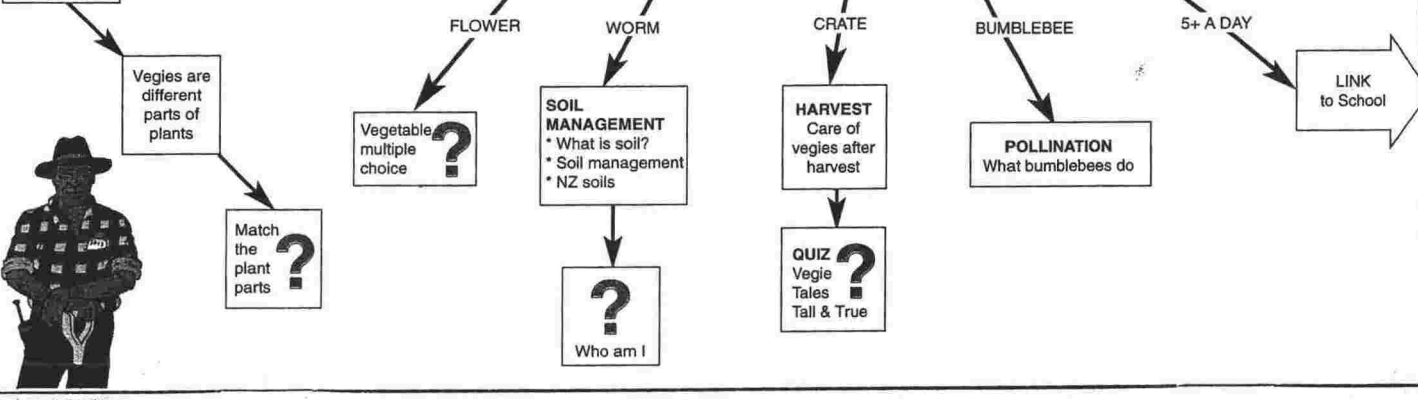 FLOWER
WORM
CRATE
BUMBLEBEE
5+ A DAY
Vegies are
different
parts of
plants
LINK
to School
Vegetable
multiple
choice
?
SOIL
MANAGEMENT
* What is soil?
* Soil management
* NZ soils
HARVEST
Care of
vegies after
harvest
POLLINATION
What bumblebees do
Match
the
plant
parts
?
?
Who am I
QUIZ
Vegie
Tales
Tall & True
?